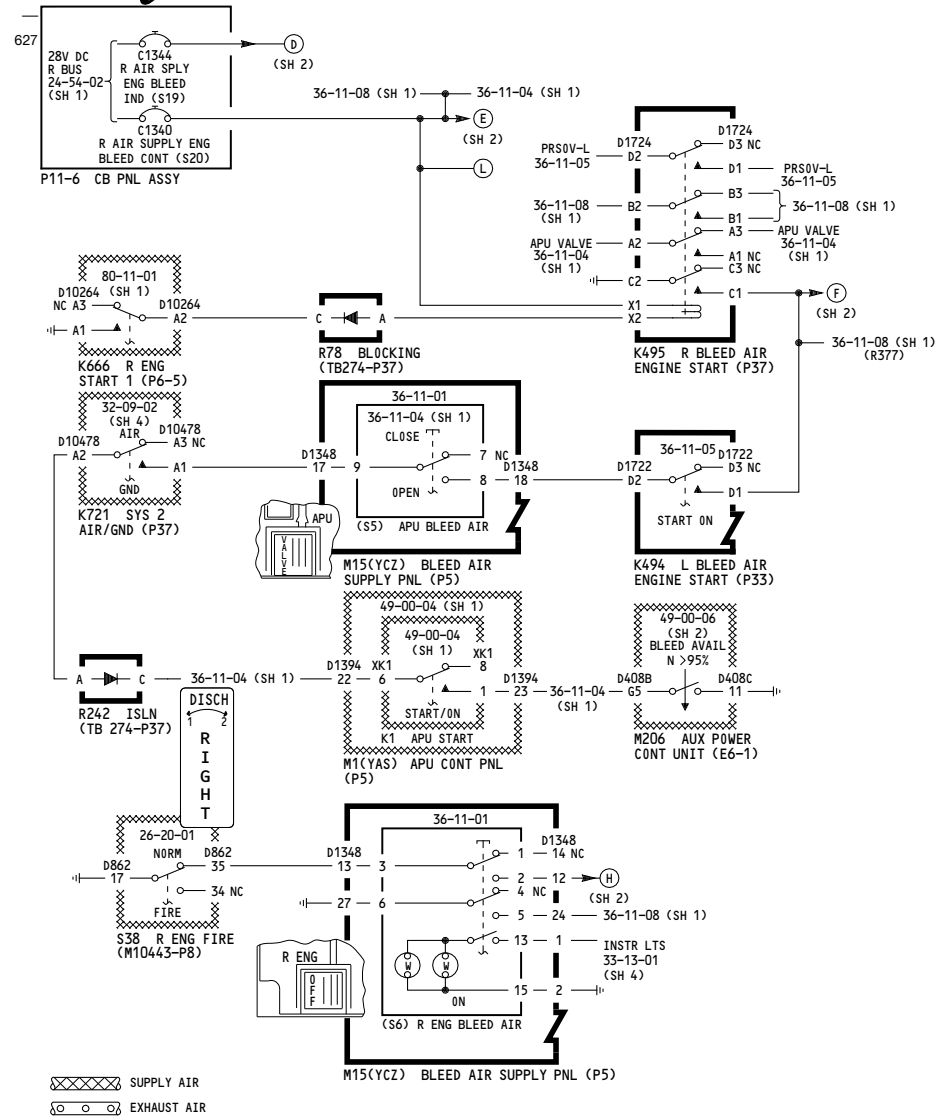 627
28V DC
R BUS
24-54-02
(SH 1)
C1344
R AIR SPLY
ENG BLEED
IND (S19)
C1340
R AIR SUPPLY ENG
BLEED CONT (S20)
P11-6 CB PNL ASSY
D
(SH 2)
36-11-08 (SH 1)
36-11-04 (SH 1)
E
(SH 2)
L
D1724
D1724
PRSOV-L
36-11-05
D2
D3 NC
D1
PRSOV-L
36-11-05
36-11-08
(SH 1)
B2
B3
B1
36-11-08 (SH 1)
APU VALVE
36-11-04
(SH 1)
A2
A3
APU VALVE
36-11-04
(SH 1)
A1 NC
C3 NC
C2
C1
X1
X2
F
(SH 2)
36-11-08 (SH 1)
(R377)
K495 R BLEED AIR
ENGINE START (P37)
80-11-01
(SH 1)
D10264
NC A3
D10264
A2
A1
K666 R ENG
START 1 (P6-5)
C
A
R78 BLOCKING
(TB274-P37)
32-09-02
(SH 4)
AIR
D10478
A2
D10478
A3 NC
A1
GND
K721 SYS 2
AIR/GND (P37)
36-11-01
36-11-04 (SH 1)
CLOSE
D1348
17
9
7 NC
8
D1348
18
OPEN
(S5) APU BLEED AIR
APU
VALVE
M15(YCZ) BLEED AIR
SUPPLY PNL (P5)
36-11-05
D1722
D2
D1722
D3 NC
D1
START ON
K494 L BLEED AIR
ENGINE START (P33)
49-00-04 (SH 1)
49-00-04
(SH 1)
D1394
22
XK1
6
XK1
8
1
D1394
23
START/ON
K1 APU START
M1(YAS) APU CONT PNL
(P5)
36-11-04
(SH 1)
49-00-06
(SH 2)
BLEED AVAIL
N >95%
D408B
G5
D408C
11
M206 AUX POWER
CONT UNIT (E6-1)
A
C
36-11-04 (SH 1)
R242 ISLN
(TB 274-P37)
DISCH
1 2
RIGHT
26-20-01
NORM
D862
17
D862
35
34 NC
FIRE
S38 R ENG FIRE
(M10443-P8)
36-11-01
D1348
13
3
1
D1348
14 NC
2
12
H
(SH 2)
4 NC
27
6
5
24
36-11-08 (SH 1)
13
1
INSTR LTS
33-13-01
(SH 4)
W
W
15
2
ON
(S6) R ENG BLEED AIR
R ENG
OFF
M15(YCZ) BLEED AIR SUPPLY PNL (P5)
SUPPLY AIR
EXHAUST AIR